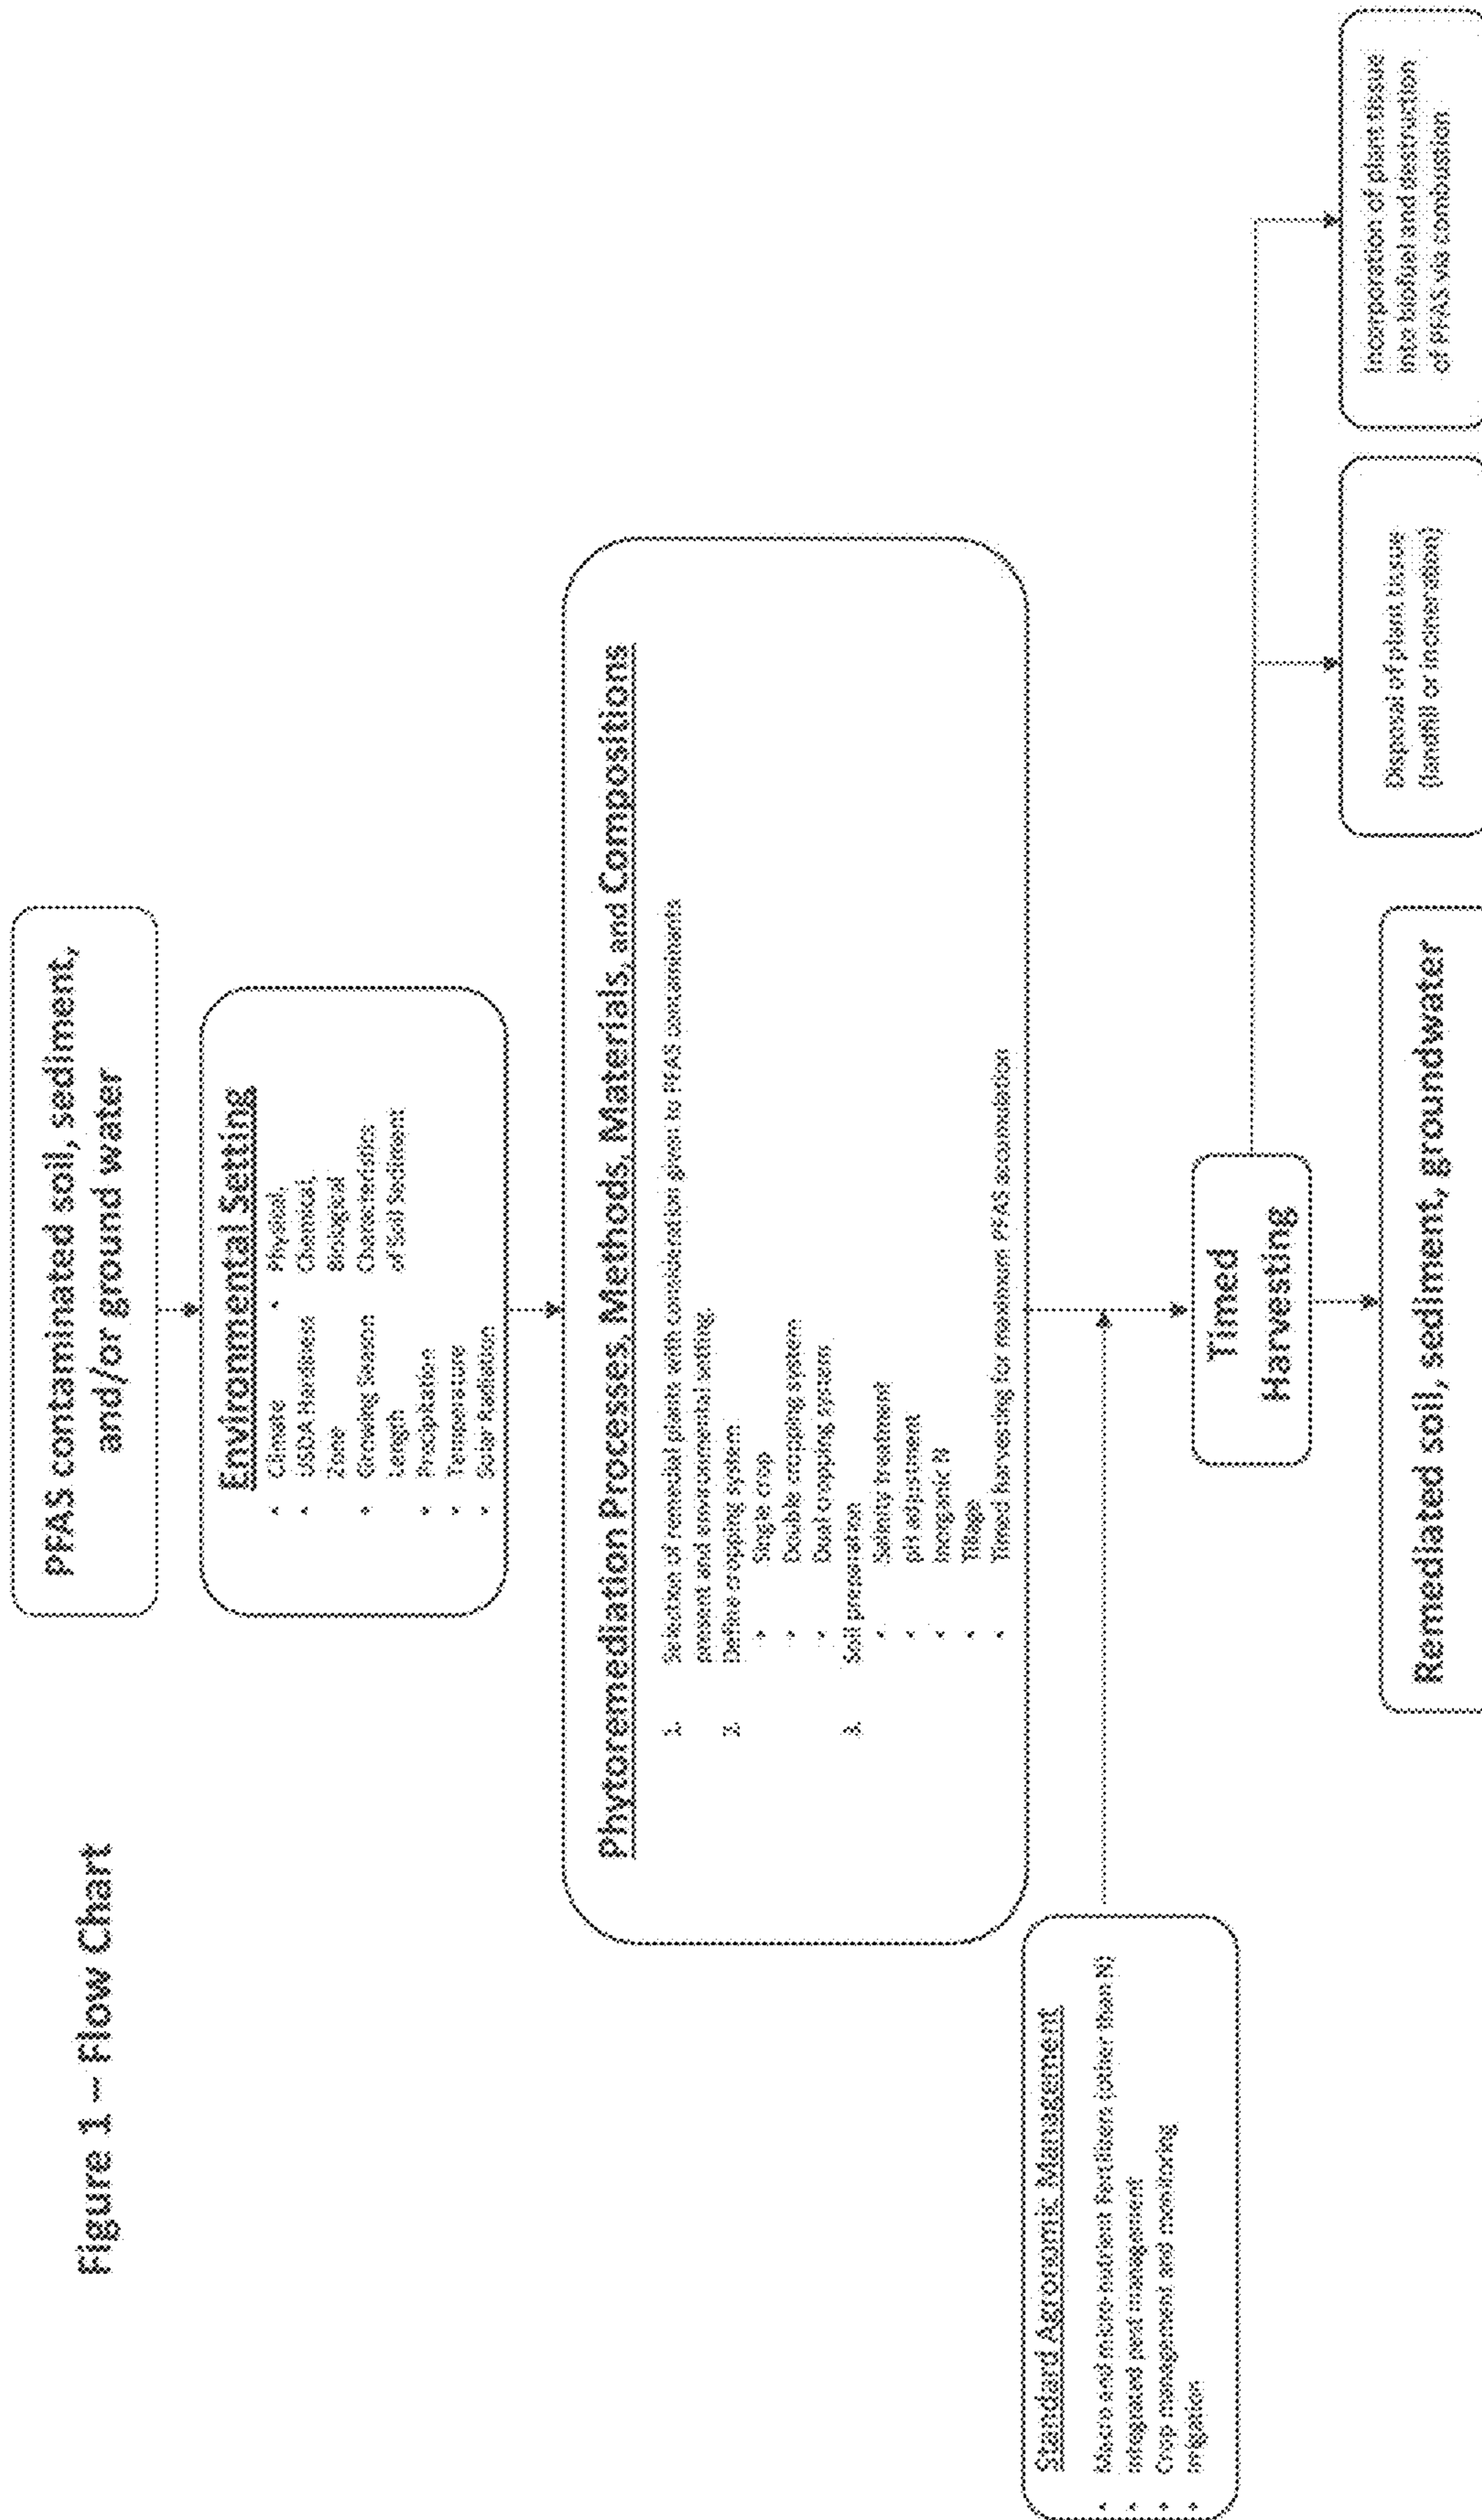 Figure 1 – Flow Chart
PFAS contaminated soil, sediment,
and/or ground water
Environmental Setting
• Climate
• USDA Hardiness
Zone
• Growing Season
Length
• Precipitation
• Temperature
• Solar Radiation
• Physical,
Chemical,
Biological
Characteristics
of Soil Sediment
Phytoremediation Processes, Methods, Materials, and Compositions
1. Selection of remedial plants with consideration given to PFAS contaminants
present and environmental setting
2. Define cropping system
• Single crop
• Double cropping system
• Dual cropping system
3. Soil preparation
• Salinity treatment
• pH adjustment
• Inorganic N
• Tillage
• Timed harvesting for maximum PFAS accumulation
Standard Agronomic Management
• Macro and micro-nutrient Fertilizers (other than N)
• Integrated pest management
• Crop management and monitoring
• Irrigation
Timed
Harvesting
Remediated soil, sediment, groundwater
Disposal of plant tissue
(landfill or incineration)
Incorporation of plant tissue
into biofuel and destruction
of PFAS via combustion